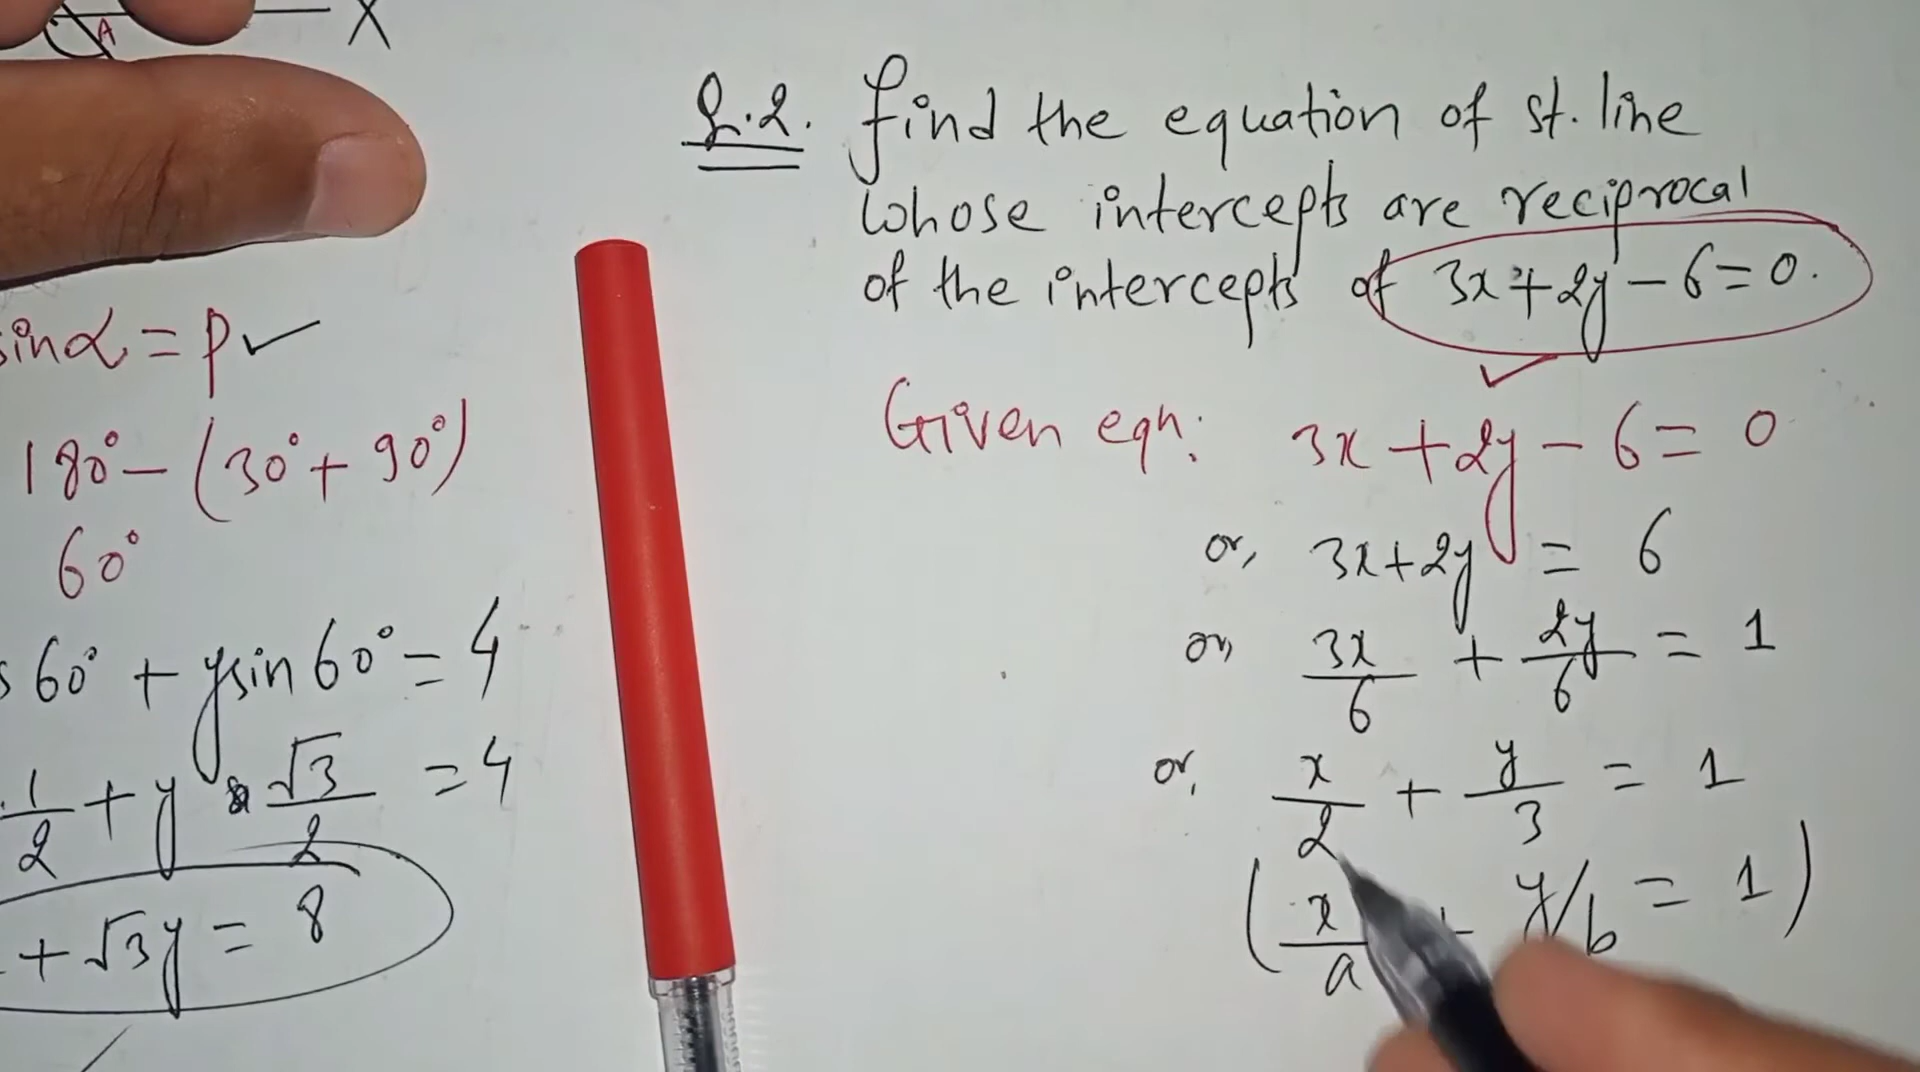 A X
sinα = p ✓
180° – (30° + 90°)
60°
s 60° + y sin 60° = 4
1/2 + y √3/2 = 4
+ √3y = 8
Q.2. find the equation of st. line
whose intercepts are reciprocal
of the intercepts of 3x + 2y – 6 = 0.
Given eqn: 3x + 2y – 6 = 0
or, 3x + 2y = 6
or, 3x/6 + 2y/6 = 1
or, x/2 + y/3 = 1
(x/a + y/b = 1)